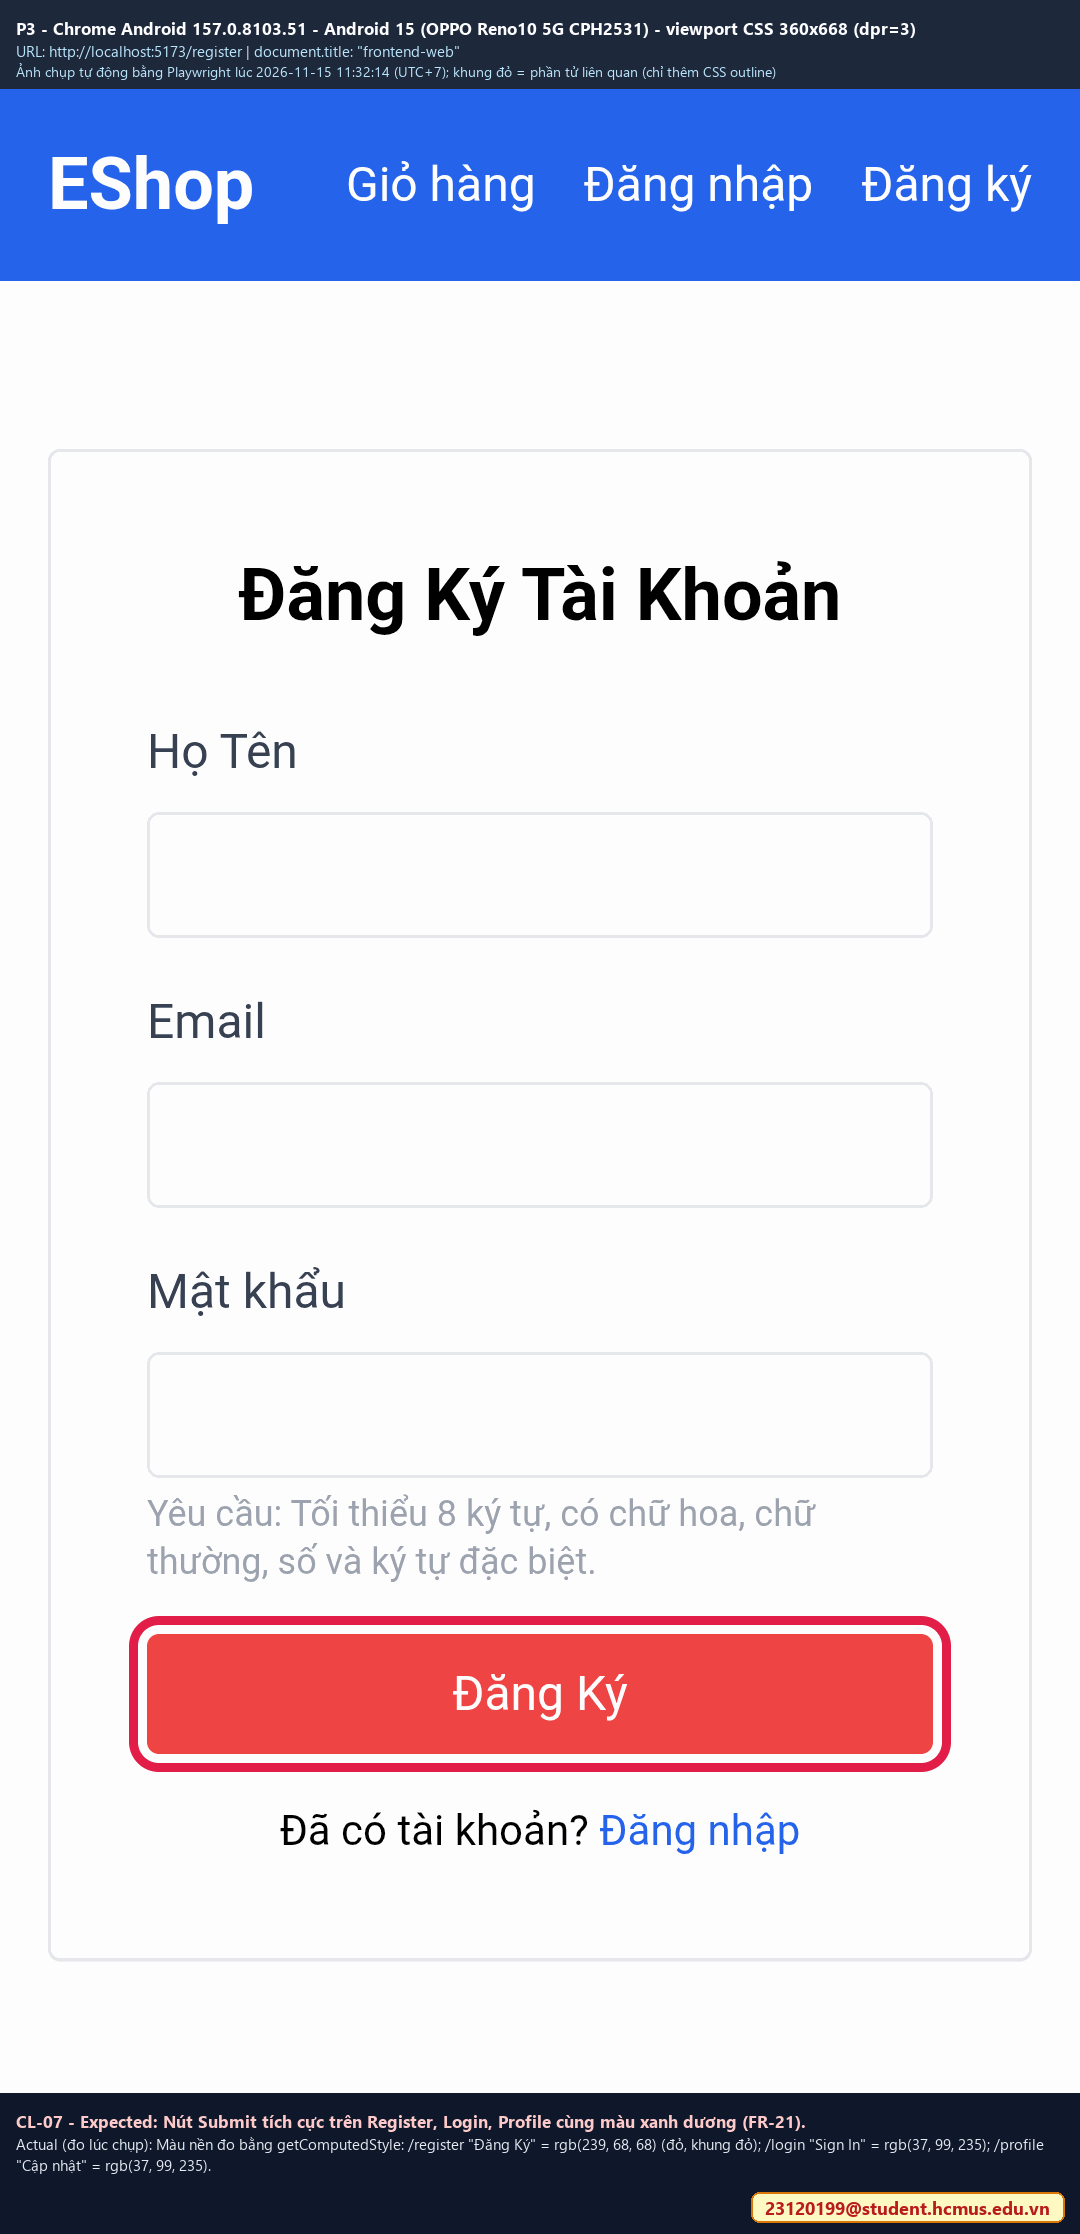 P3 - Chrome Android 157.0.8103.51 - Android 15 (OPPO Reno10 5G CPH2531) - viewport CSS 360x668 (dpr=3)
URL: http://localhost:5173/register | document.title: "frontend-web"
Ảnh chụp tự động bằng Playwright lúc 2026-11-15 11:32:14 (UTC+7); khung đỏ = phần tử liên quan (chỉ thêm CSS outline)
EShop Giỏ hàng Đăng nhập Đăng ký
Đăng Ký Tài Khoản
Họ Tên
Email
Mật khẩu
Yêu cầu: Tối thiểu 8 ký tự, có chữ hoa, chữ
thường, số và ký tự đặc biệt.
Đăng Ký
Đã có tài khoản? Đăng nhập
CL-07 - Expected: Nút Submit tích cực trên Register, Login, Profile cùng màu xanh dương (FR-21).
Actual (đo lúc chụp): Màu nền đo bằng getComputedStyle: /register "Đăng Ký" = rgb(239, 68, 68) (đỏ, khung đỏ); /login "Sign In" = rgb(37, 99, 235); /profile
"Cập nhật" = rgb(37, 99, 235).
23120199@student.hcmus.edu.vn